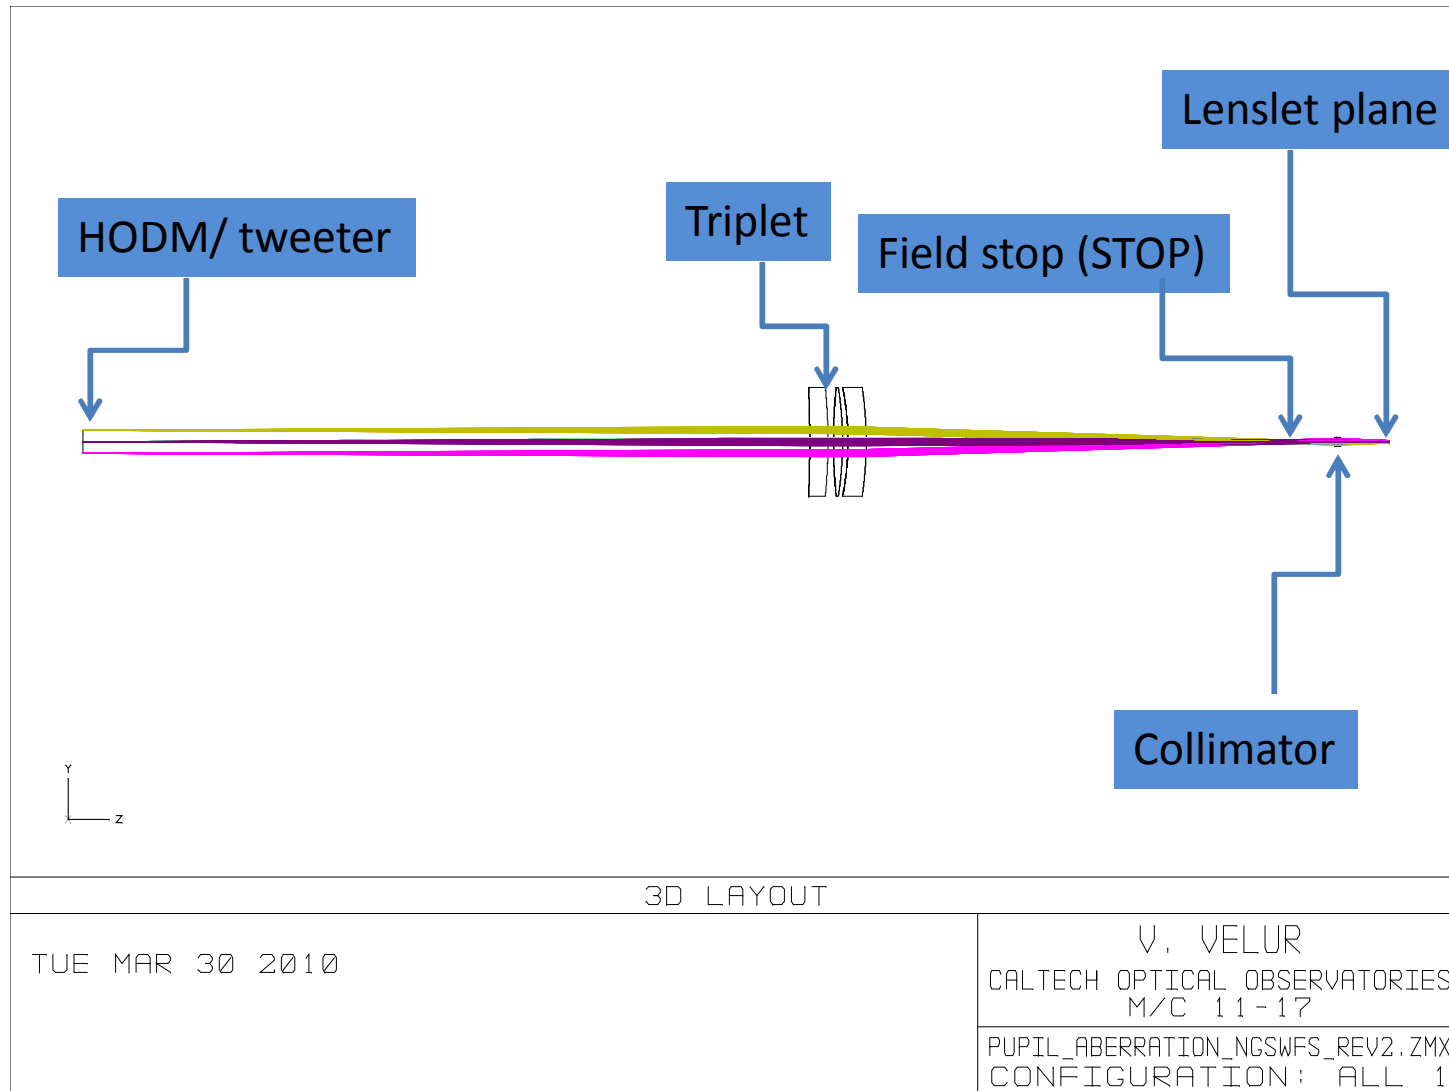 Lenslet plane
HODM/ tweeter
Triplet
Field stop (STOP)
Collimator
Y
X
Z
3D LAYOUT
TUE MAR 30 2010
V. VELUR
CALTECH OPTICAL OBSERVATORIES
M/C 11-17
PUPIL_ABERRATION_NGSWFS_REV2.ZMX
CONFIGURATION: ALL 1